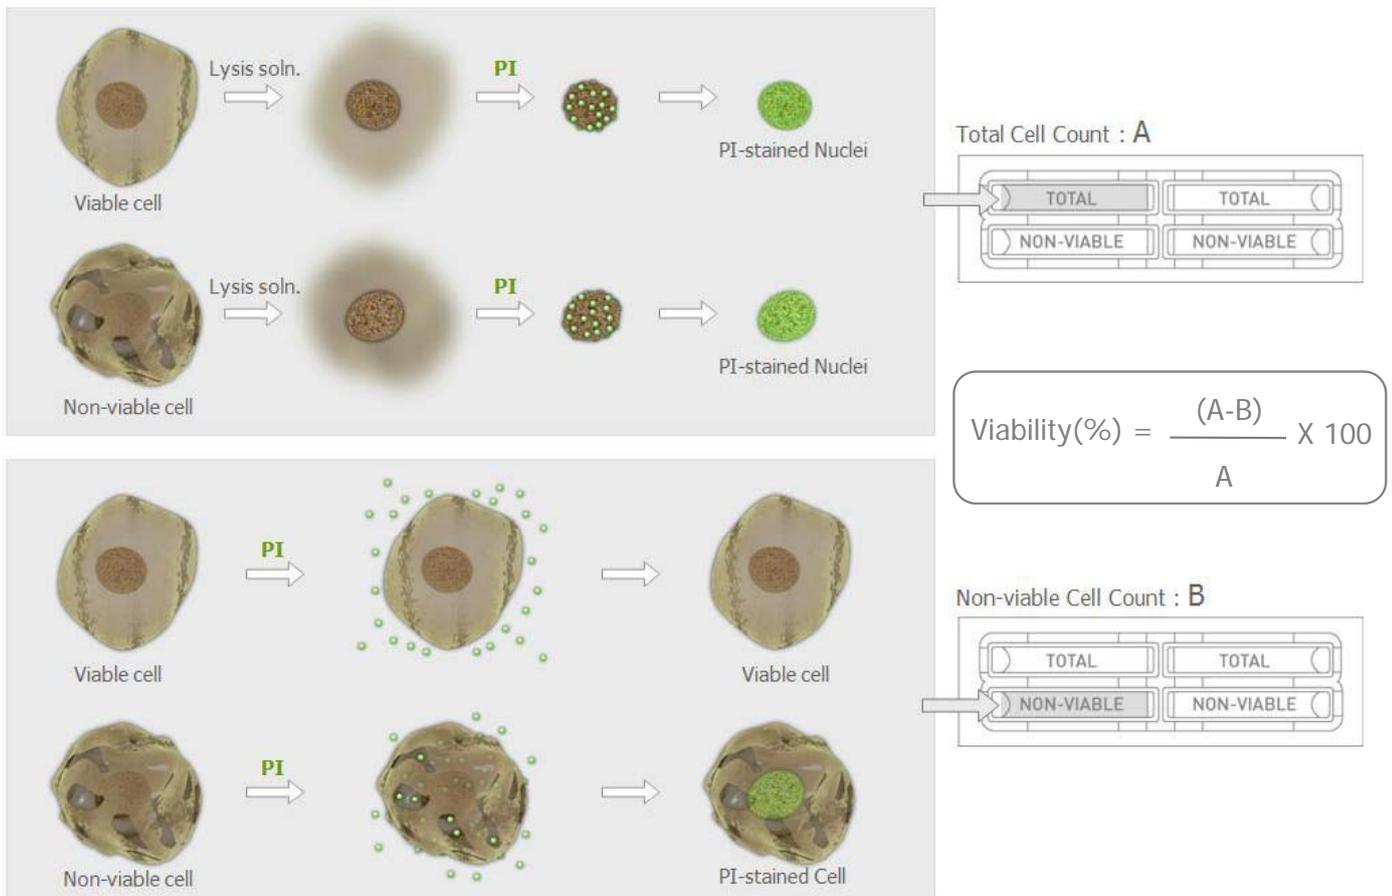 Lysis soln.
PI
Viable cell
PI-stained Nuclei
Lysis soln.
PI
Non-viable cell
PI-stained Nuclei
Total Cell Count : A
TOTAL TOTAL
NON-VIABLE NON-VIABLE
Viability(%) = (A-B) X 100
A
PI
Viable cell
Viable cell
PI
Non-viable cell
PI-stained Cell
Non-viable Cell Count : B
TOTAL TOTAL
NON-VIABLE NON-VIABLE